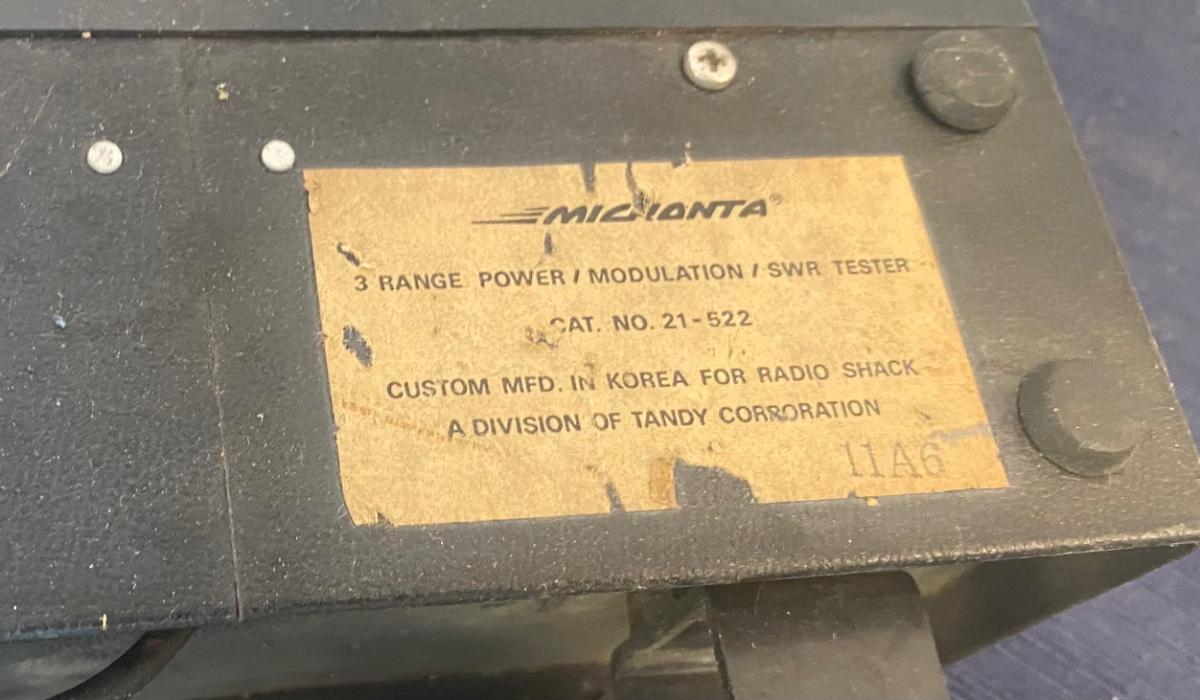 MICRONTA®
3 RANGE POWER / MODULATION / SWR TESTER
CAT. NO. 21-522
CUSTOM MFD. IN KOREA FOR RADIO SHACK
A DIVISION OF TANDY CORPORATION
11A6